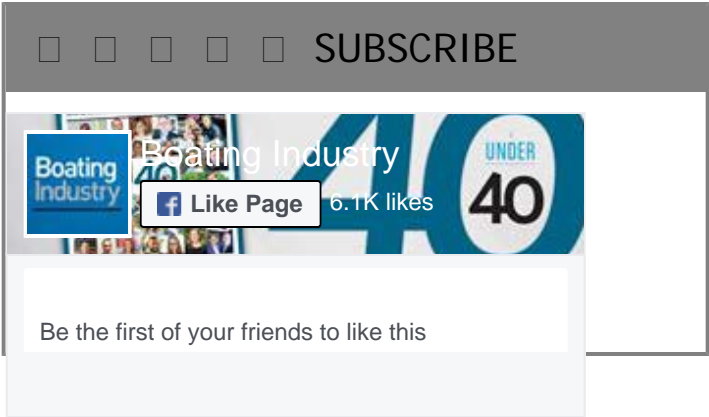 SUBSCRIBE
Boating
Industry
Boating Industry
Like Page
6.1K likes
40
UNDER
40
Be the first of your friends to like this